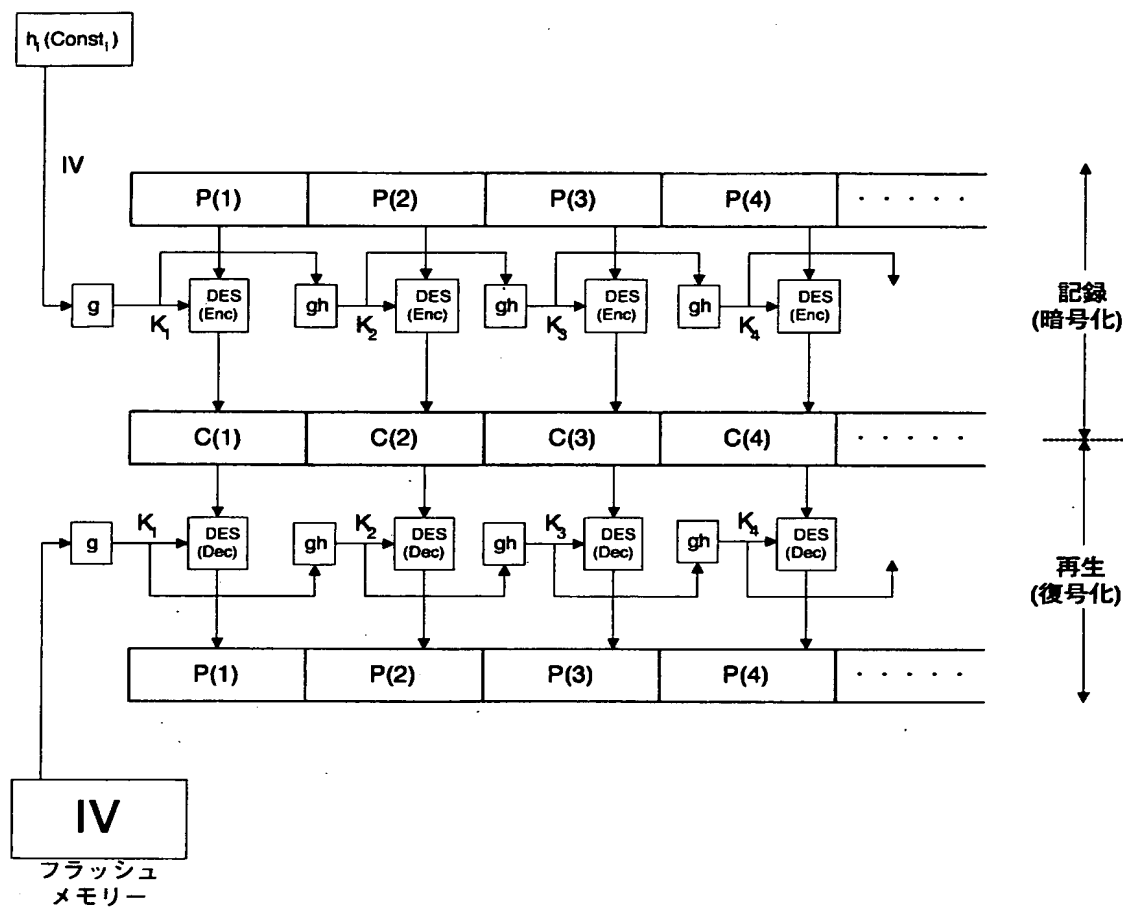 h₁(Const₁)
IV
P(1) P(2) P(3) P(4) · · · · ·
g K₁ DES (Enc) gh K₂ DES (Enc) gh K₃ DES (Enc) gh K₄ DES (Enc)
記録
(暗号化)
C(1) C(2) C(3) C(4) · · · · ·
g K₁ DES (Dec) gh K₂ DES (Dec) gh K₃ DES (Dec) gh K₄ DES (Dec)
再生
(復号化)
P(1) P(2) P(3) P(4) · · · · ·
IV
フラッシュ
メモリー